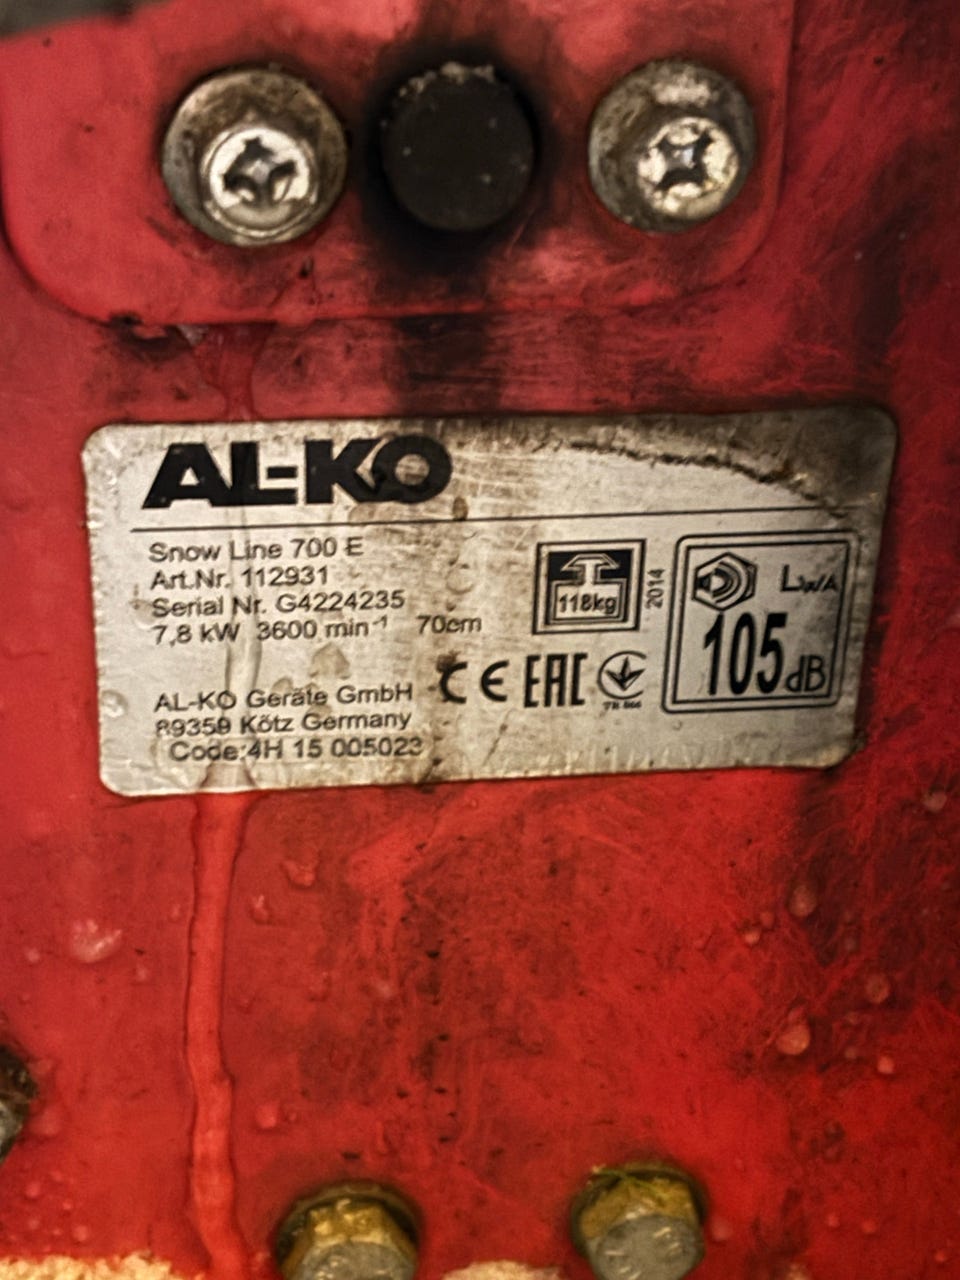 AL-KO
Snow Line 700 E
Art.Nr. 112931
Serial Nr. G4224235
7,8 kW 3600 min-1 70cm
118kg
2014
LWA
105dB
AL-KO Geräte GmbH
89359 Kötz Germany
Code:4H 15 005023
CE EAC